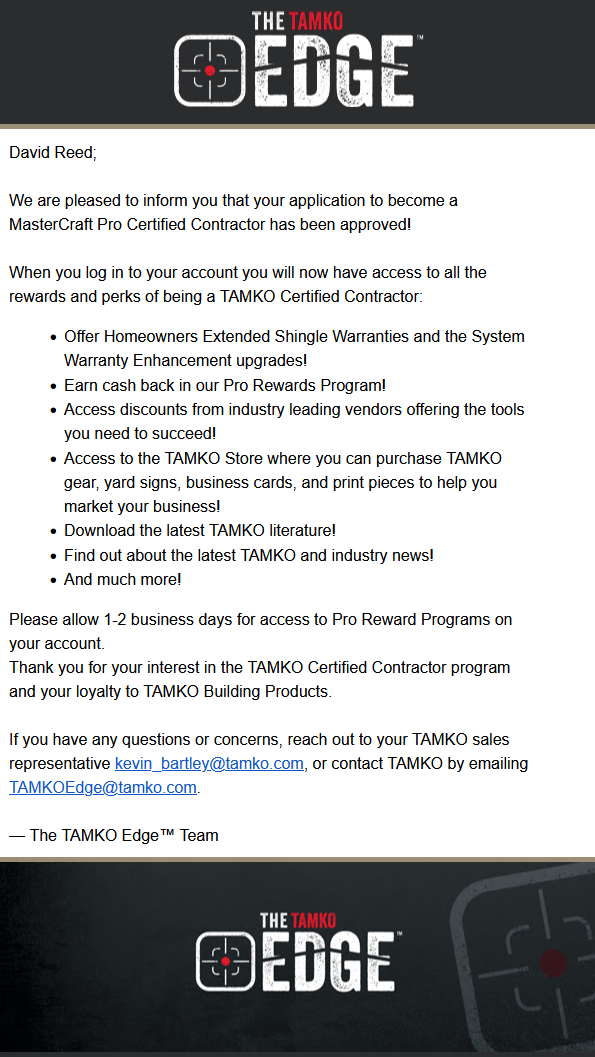 THE TAMKO
EDGE™
David Reed;
We are pleased to inform you that your application to become a
MasterCraft Pro Certified Contractor has been approved!
When you log in to your account you will now have access to all the
rewards and perks of being a TAMKO Certified Contractor:
• Offer Homeowners Extended Shingle Warranties and the System
Warranty Enhancement upgrades!
• Earn cash back in our Pro Rewards Program!
• Access discounts from industry leading vendors offering the tools
you need to succeed!
• Access to the TAMKO Store where you can purchase TAMKO
gear, yard signs, business cards, and print pieces to help you
market your business!
• Download the latest TAMKO literature!
• Find out about the latest TAMKO and industry news!
• And much more!
Please allow 1-2 business days for access to Pro Reward Programs on
your account.
Thank you for your interest in the TAMKO Certified Contractor program
and your loyalty to TAMKO Building Products.
If you have any questions or concerns, reach out to your TAMKO sales
representative kevin_bartley@tamko.com, or contact TAMKO by emailing
TAMKOEdge@tamko.com.
— The TAMKO Edge™ Team
THE TAMKO
EDGE™